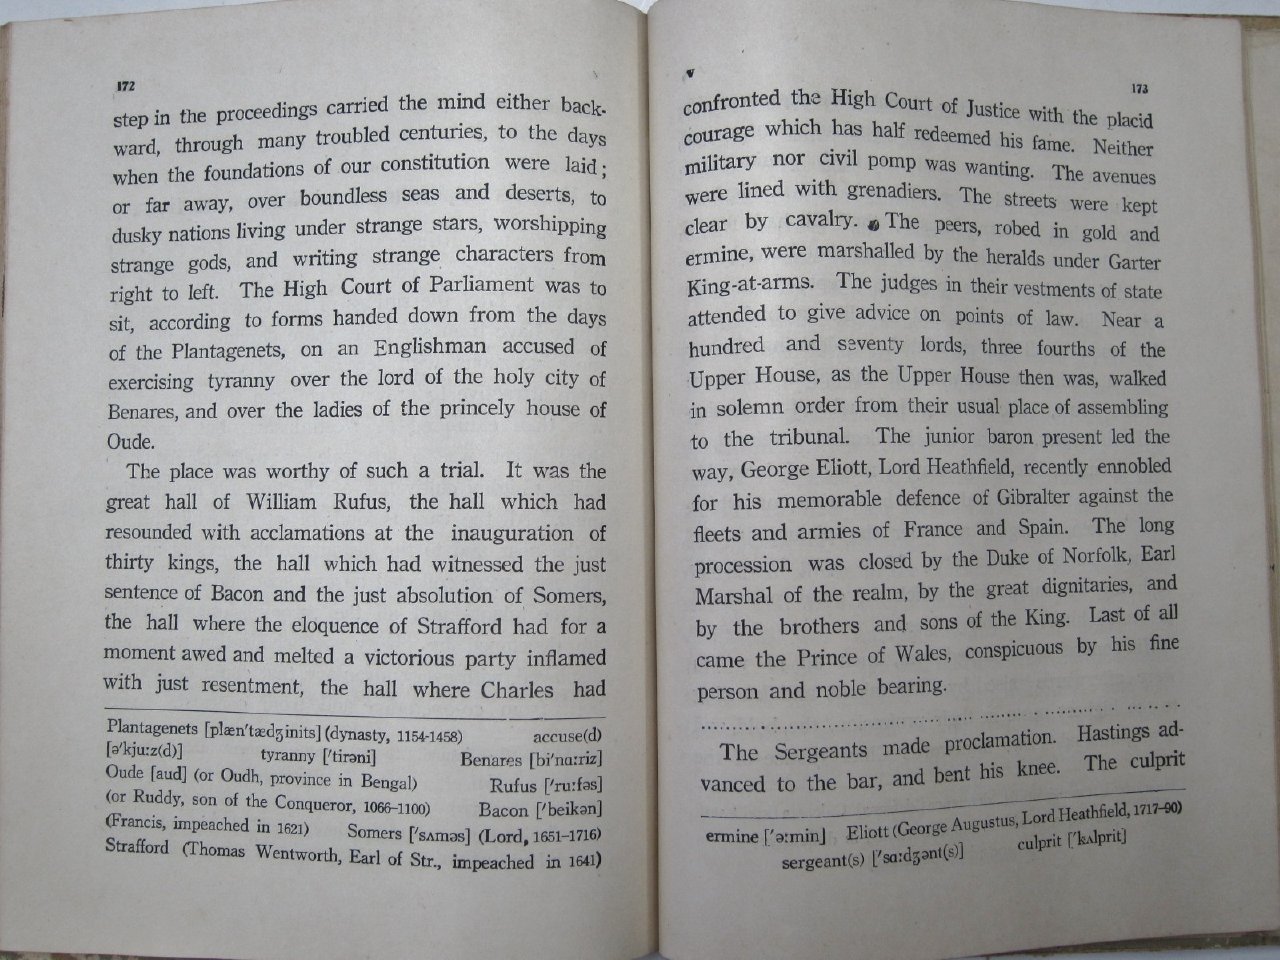 172
step in the proceedings carried the mind either back-
ward, through many troubled centuries, to the days
when the foundations of our constitution were laid;
or far away, over boundless seas and deserts, to
dusky nations living under strange stars, worshipping
strange gods, and writing strange characters from
right to left. The High Court of Parliament was to
sit, according to forms handed down from the days
of the Plantagenets, on an Englishman accused of
exercising tyranny over the lord of the holy city of
Benares, and over the ladies of the princely house of
Oude.
The place was worthy of such a trial. It was the
great hall of William Rufus, the hall which had
resounded with acclamations at the inauguration of
thirty kings, the hall which had witnessed the just
sentence of Bacon and the just absolution of Somers,
the hall where the eloquence of Strafford had for a
moment awed and melted a victorious party inflamed
with just resentment, the hall where Charles had
Plantagenets [plæn'tædʒinits] (dynasty, 1154-1458) accuse(d)
[ə'kju:z(d)] tyranny ['tirəni] Benares [bi'nɑ:riz]
Oude [aud] (or Oudh, province in Bengal) Rufus ['ru:fəs]
(or Ruddy, son of the Conqueror, 1066–1100) Bacon ['beikən]
(Francis, impeached in 1621) Somers ['sʌməs] (Lord, 1651–1716)
Strafford (Thomas Wentworth, Earl of Str., impeached in 1641)
v
173
confronted the High Court of Justice with the placid
courage which has half redeemed his fame. Neither
military nor civil pomp was wanting. The avenues
were lined with grenadiers. The streets were kept
clear by cavalry. The peers, robed in gold and
ermine, were marshalled by the heralds under Garter
King-at-arms. The judges in their vestments of state
attended to give advice on points of law. Near a
hundred and seventy lords, three fourths of the
Upper House, as the Upper House then was, walked
in solemn order from their usual place of assembling
to the tribunal. The junior baron present led the
way, George Eliott, Lord Heathfield, recently ennobled
for his memorable defence of Gibralter against the
fleets and armies of France and Spain. The long
procession was closed by the Duke of Norfolk, Earl
Marshal of the realm, by the great dignitaries, and
by the brothers and sons of the King. Last of all
came the Prince of Wales, conspicuous by his fine
person and noble bearing.
The Sergeants made proclamation. Hastings ad-
vanced to the bar, and bent his knee. The culprit
ermine ['ə:min] Eliott (George Augustus, Lord Heathfield, 1717–90)
sergeant(s) ['sɑ:dʒənt(s)] culprit ['kʌlprit]